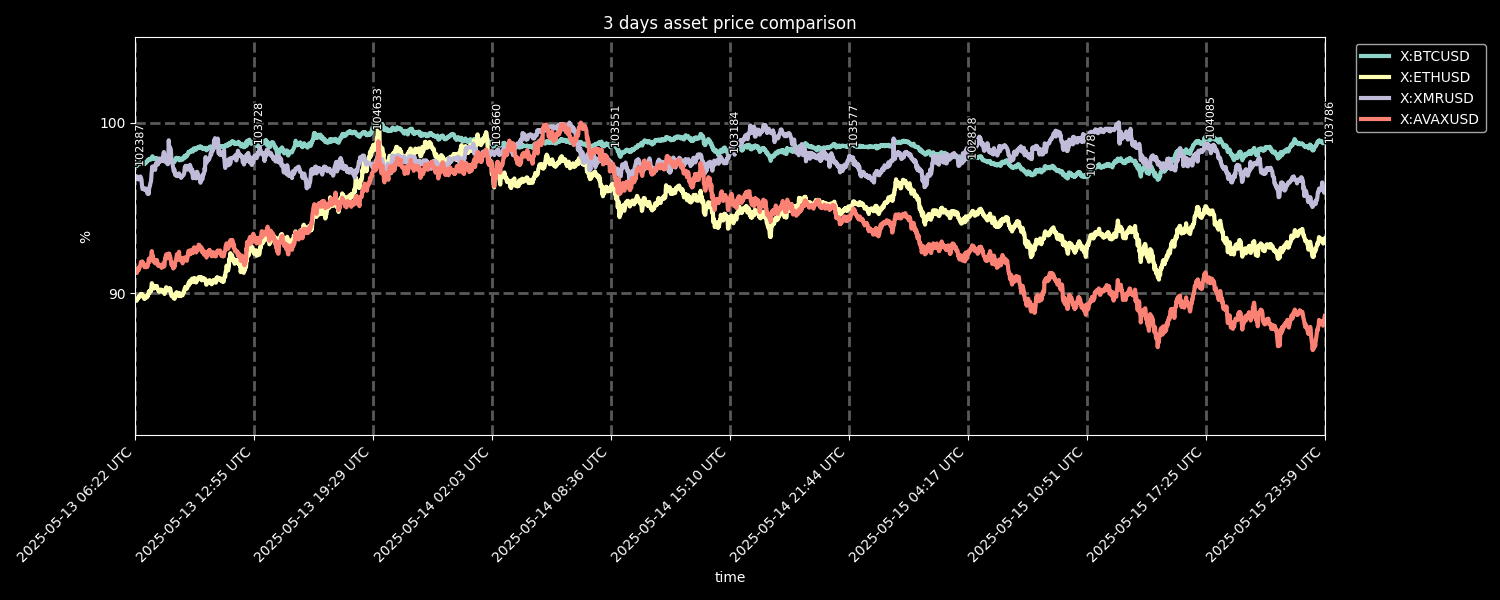 3 days asset price comparison
X:BTCUSD
X:ETHUSD
X:XMRUSD
X:AVAXUSD
100
90
%
102387
103728
104633
103660
103551
103184
103577
102828
101778
104085
103786
2025-05-13 06:22 UTC
2025-05-13 12:55 UTC
2025-05-13 19:29 UTC
2025-05-14 02:03 UTC
2025-05-14 08:36 UTC
2025-05-14 15:10 UTC
2025-05-14 21:44 UTC
2025-05-15 04:17 UTC
2025-05-15 10:51 UTC
2025-05-15 17:25 UTC
2025-05-15 23:59 UTC
time